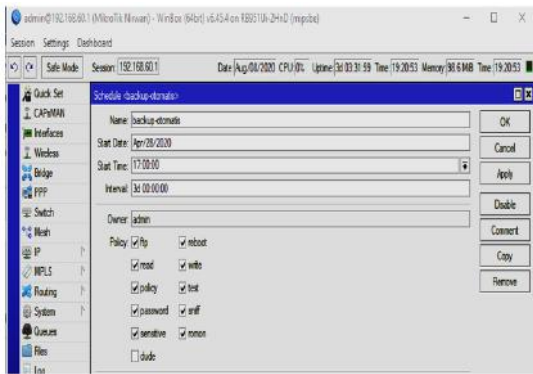 admin@192.168.60.1 (MikroTik Nirwan) - WinBox (64bit) v6.45.4 on RB951Ui-2HnD (mipsbe)
Session Settings Dashboard
Safe Mode Session: 192.168.60.1 Date: Aug/04/2020 CPU: 0% Uptime: 3d 03:31:59 Time: 19:20:53 Memory: 98.6 MiB Time: 19:20:53
Quick Set
CAPsMAN
Interfaces
Wireless
Bridge
PPP
Switch
Mesh
IP
MPLS
Routing
System
Queues
Files
Log
Schedule <backup-otomatis>
Name: backup-otomatis
Start Date: Apr/28/2020
Start Time: 17:00:00
Interval: 3d 00:00:00
Owner: admin
Policy: ftp reboot
read write
policy test
password sniff
sensitive romon
dude
OK
Cancel
Apply
Disable
Comment
Copy
Remove